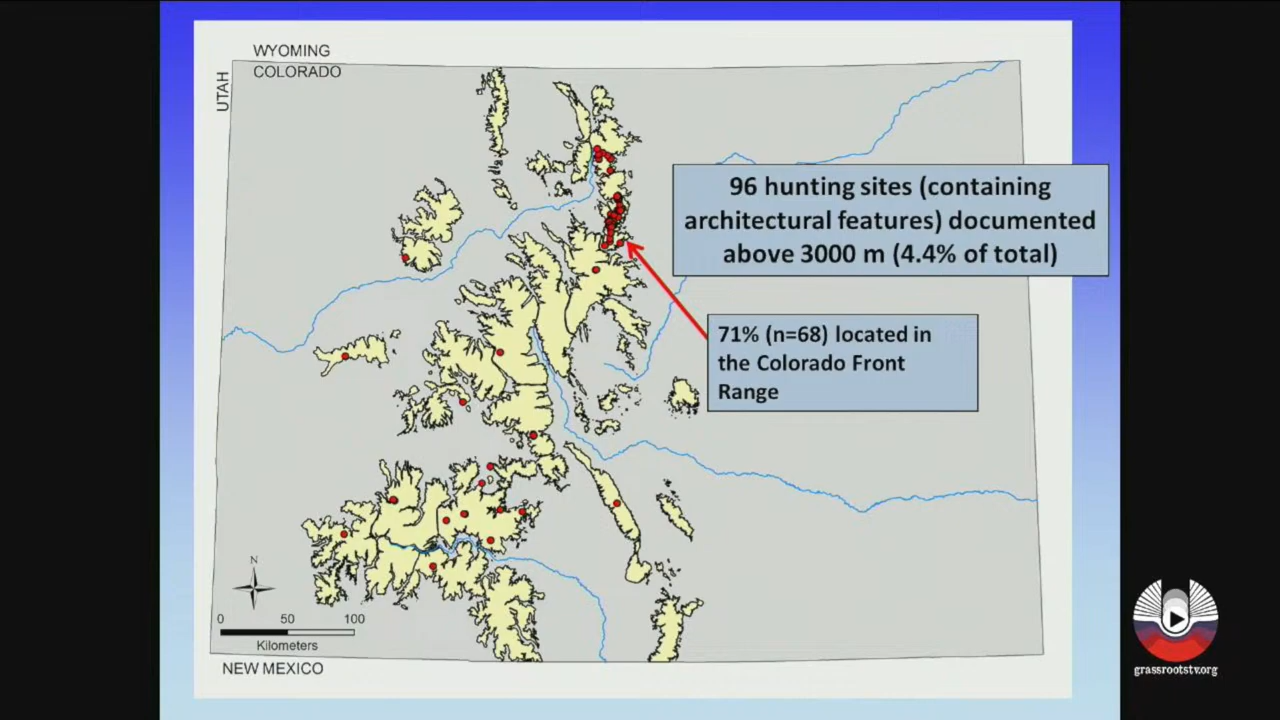 WYOMING
COLORADO
UTAH
96 hunting sites (containing
architectural features) documented
above 3000 m (4.4% of total)
71% (n=68) located in
the Colorado Front
Range
N
0 50 100
Kilometers
NEW MEXICO
grassrootstv.org